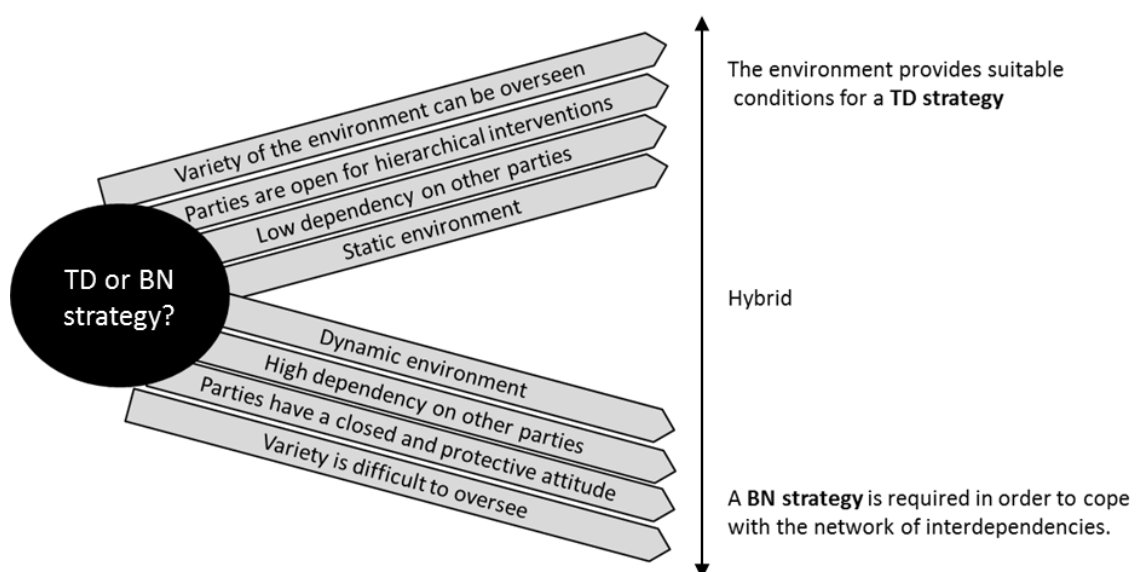 Variety of the environment can be overseen
Parties are open for hierarchical interventions
Low dependency on other parties
Static environment
TD or BN
strategy?
Dynamic environment
High dependency on other parties
Parties have a closed and protective attitude
Variety is difficult to oversee
The environment provides suitable
conditions for a TD strategy
Hybrid
A BN strategy is required in order to cope
with the network of interdependencies.